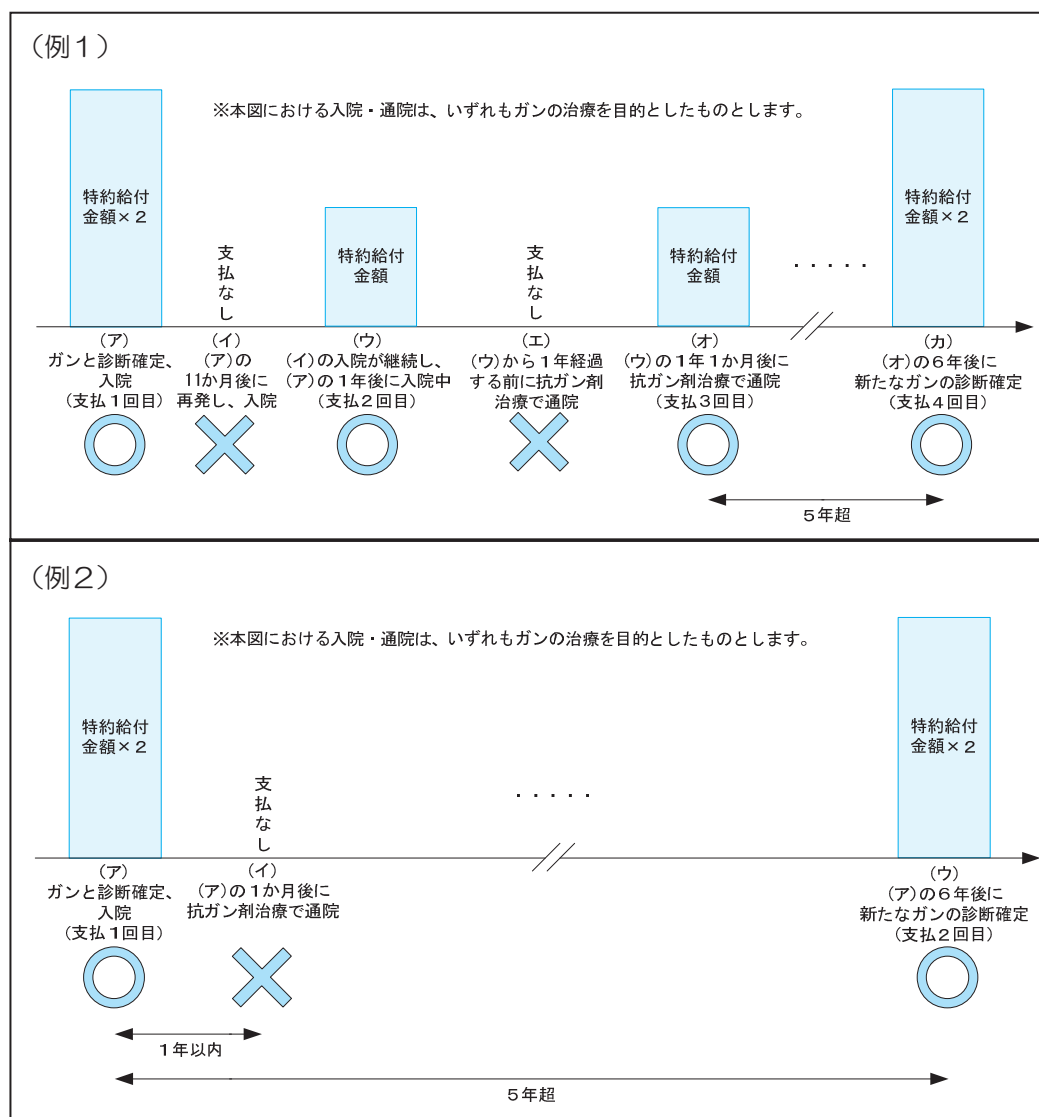 （例１）
※本図における入院・通院は、いずれもガンの治療を目的としたものとします。
特約給付
金額×２
支払なし
特約給付
金額
支払なし
特約給付
金額
・・・・・
特約給付
金額×２
（ア）
ガンと診断確定、
入院
（支払１回目）
（イ）
（ア）の
11か月後に
再発し、入院
（ウ）
（イ）の入院が継続し、
（ア）の１年後に入院中
（支払２回目）
（エ）
（ウ）から１年経過
する前に抗ガン剤
治療で通院
（オ）
（ウ）の１年１か月後に
抗ガン剤治療で通院
（支払３回目）
（カ）
（オ）の６年後に
新たなガンの診断確定
（支払４回目）
５年超
（例２）
※本図における入院・通院は、いずれもガンの治療を目的としたものとします。
特約給付
金額×２
支払なし
・・・・・
特約給付
金額×２
（ア）
ガンと診断確定、
入院
（支払１回目）
（イ）
（ア）の１か月後に
抗ガン剤治療で通院
（ウ）
（ア）の６年後に
新たなガンの診断確定
（支払２回目）
１年以内
５年超